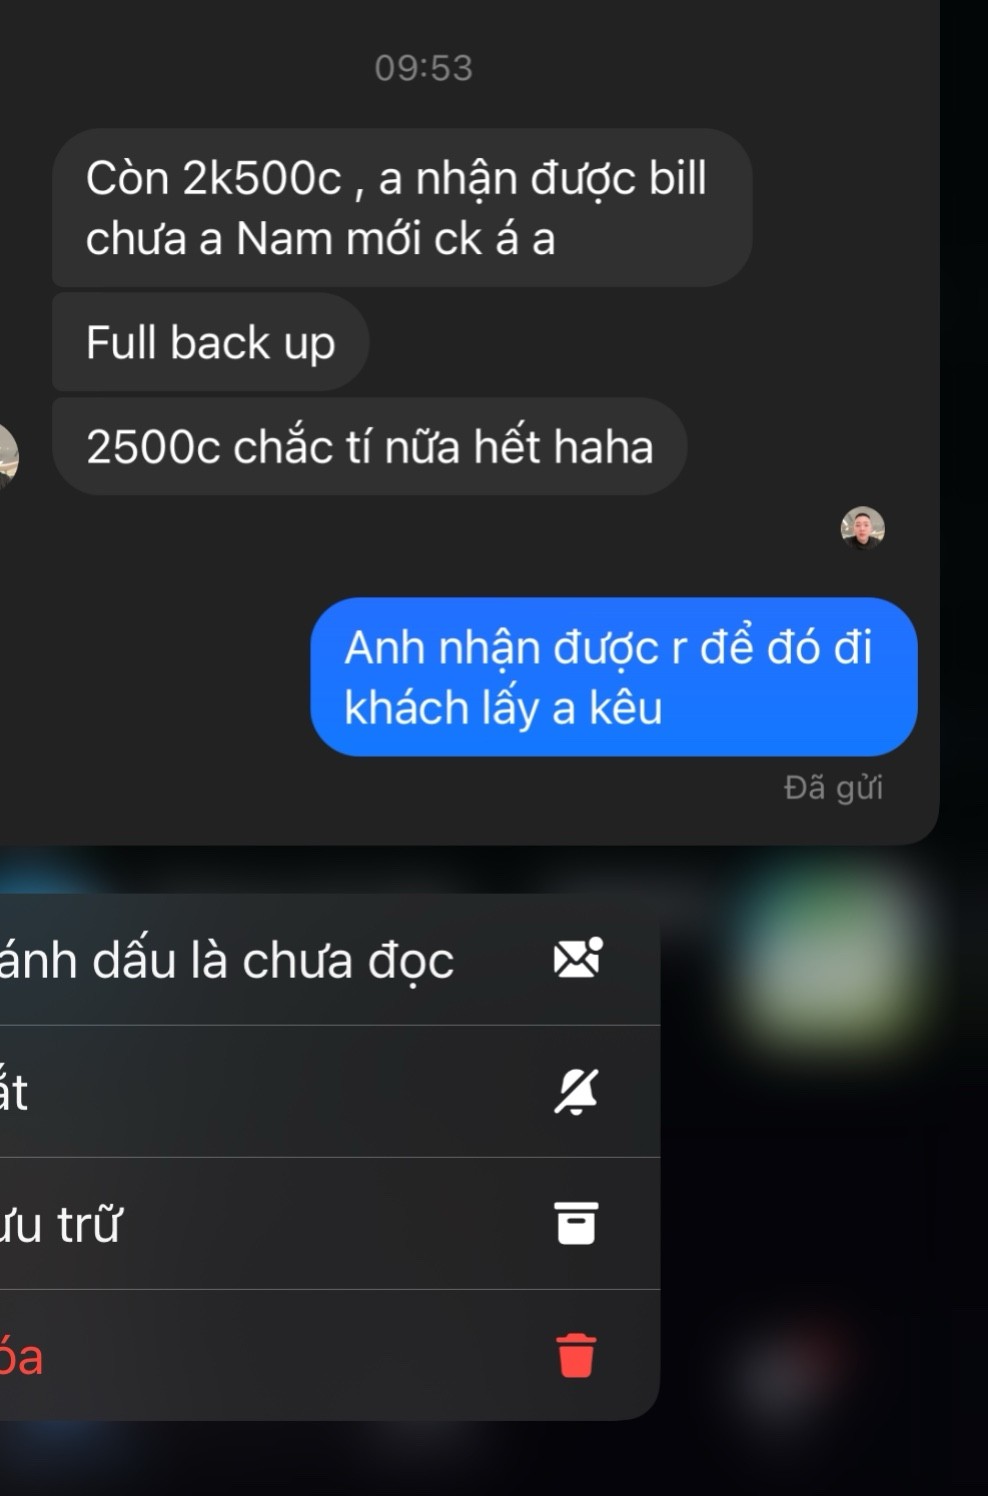 09:53
Còn 2k500c , a nhận được bill
chưa a Nam mới ck á a
Full back up
2500c chắc tí nữa hết haha
Anh nhận được r để đó đi
khách lấy a kêu
Đã gửi
ánh dấu là chưa đọc
ắt
ưu trữ
óa